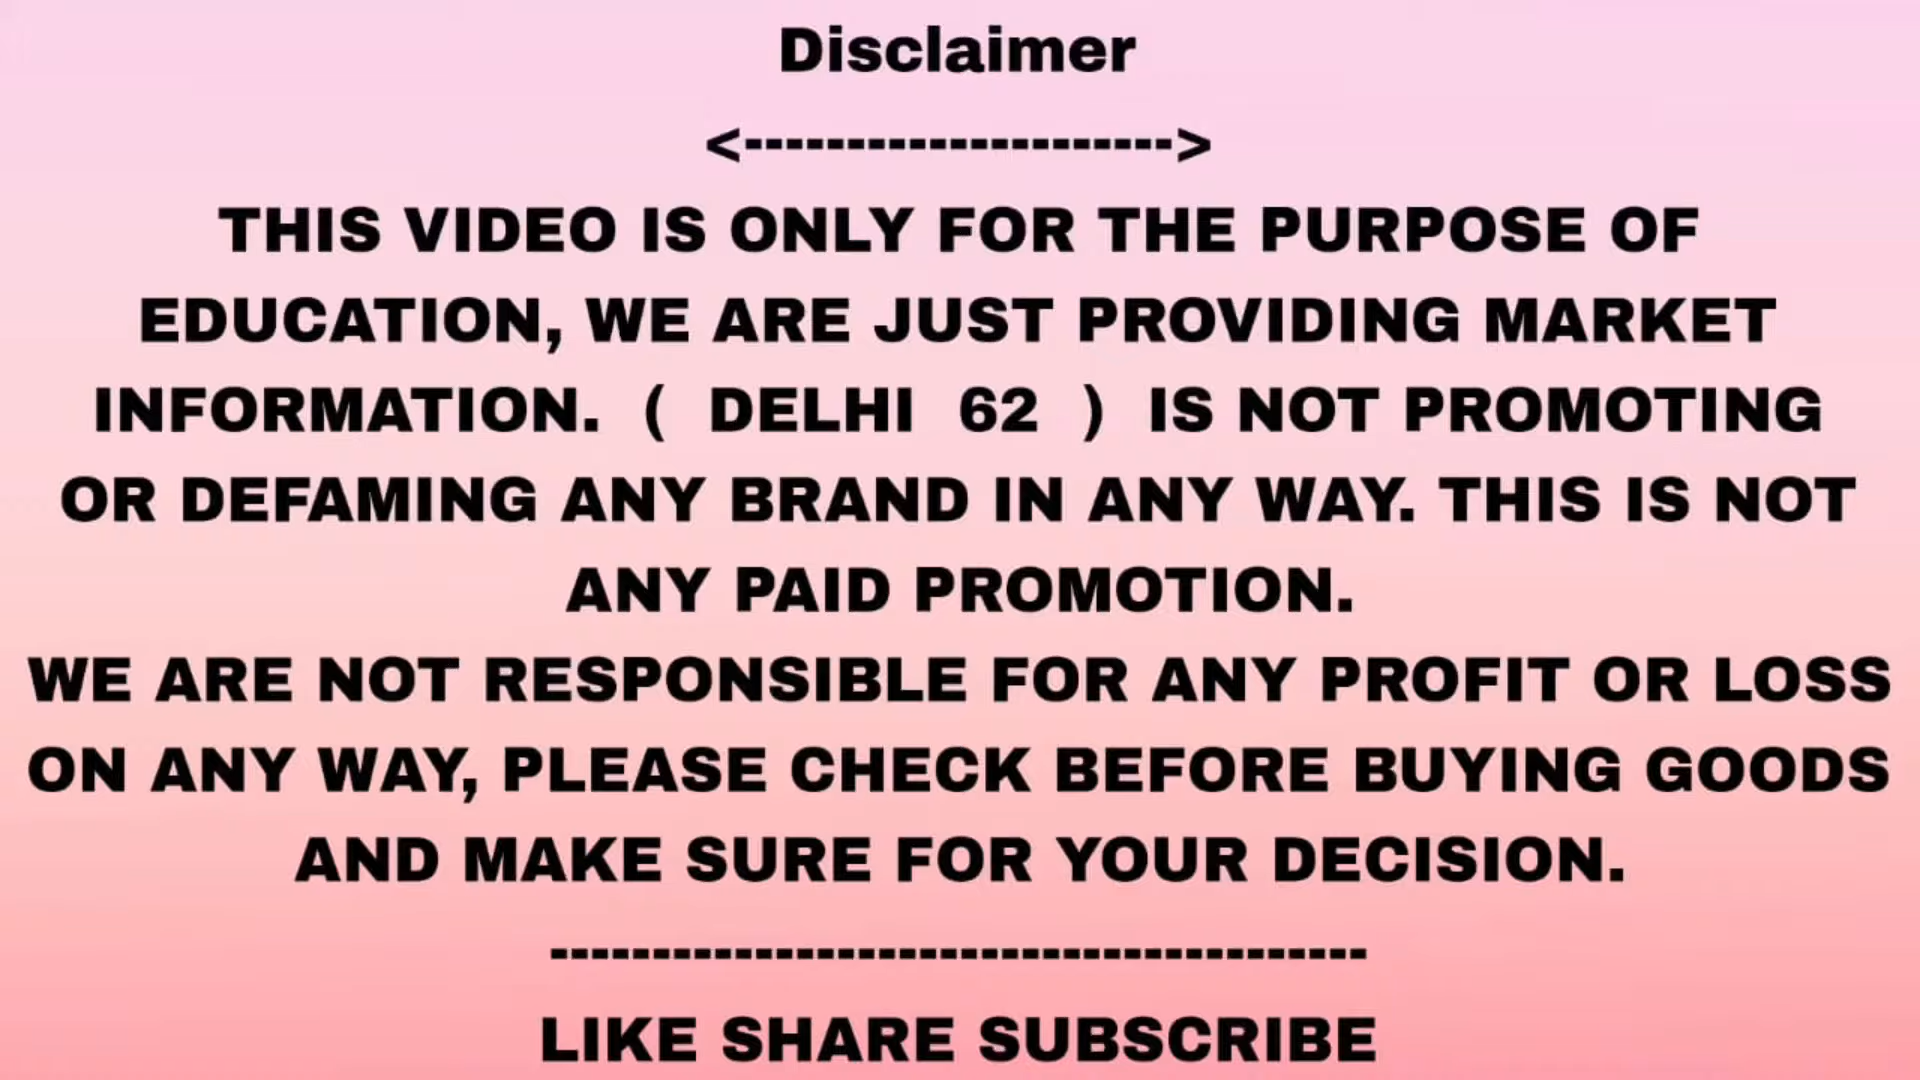 Disclaimer
<--------------------->
THIS VIDEO IS ONLY FOR THE PURPOSE OF
EDUCATION, WE ARE JUST PROVIDING MARKET
INFORMATION. ( DELHI 62 ) IS NOT PROMOTING
OR DEFAMING ANY BRAND IN ANY WAY. THIS IS NOT
ANY PAID PROMOTION.
WE ARE NOT RESPONSIBLE FOR ANY PROFIT OR LOSS
ON ANY WAY, PLEASE CHECK BEFORE BUYING GOODS
AND MAKE SURE FOR YOUR DECISION.
----------------------------------------
LIKE SHARE SUBSCRIBE